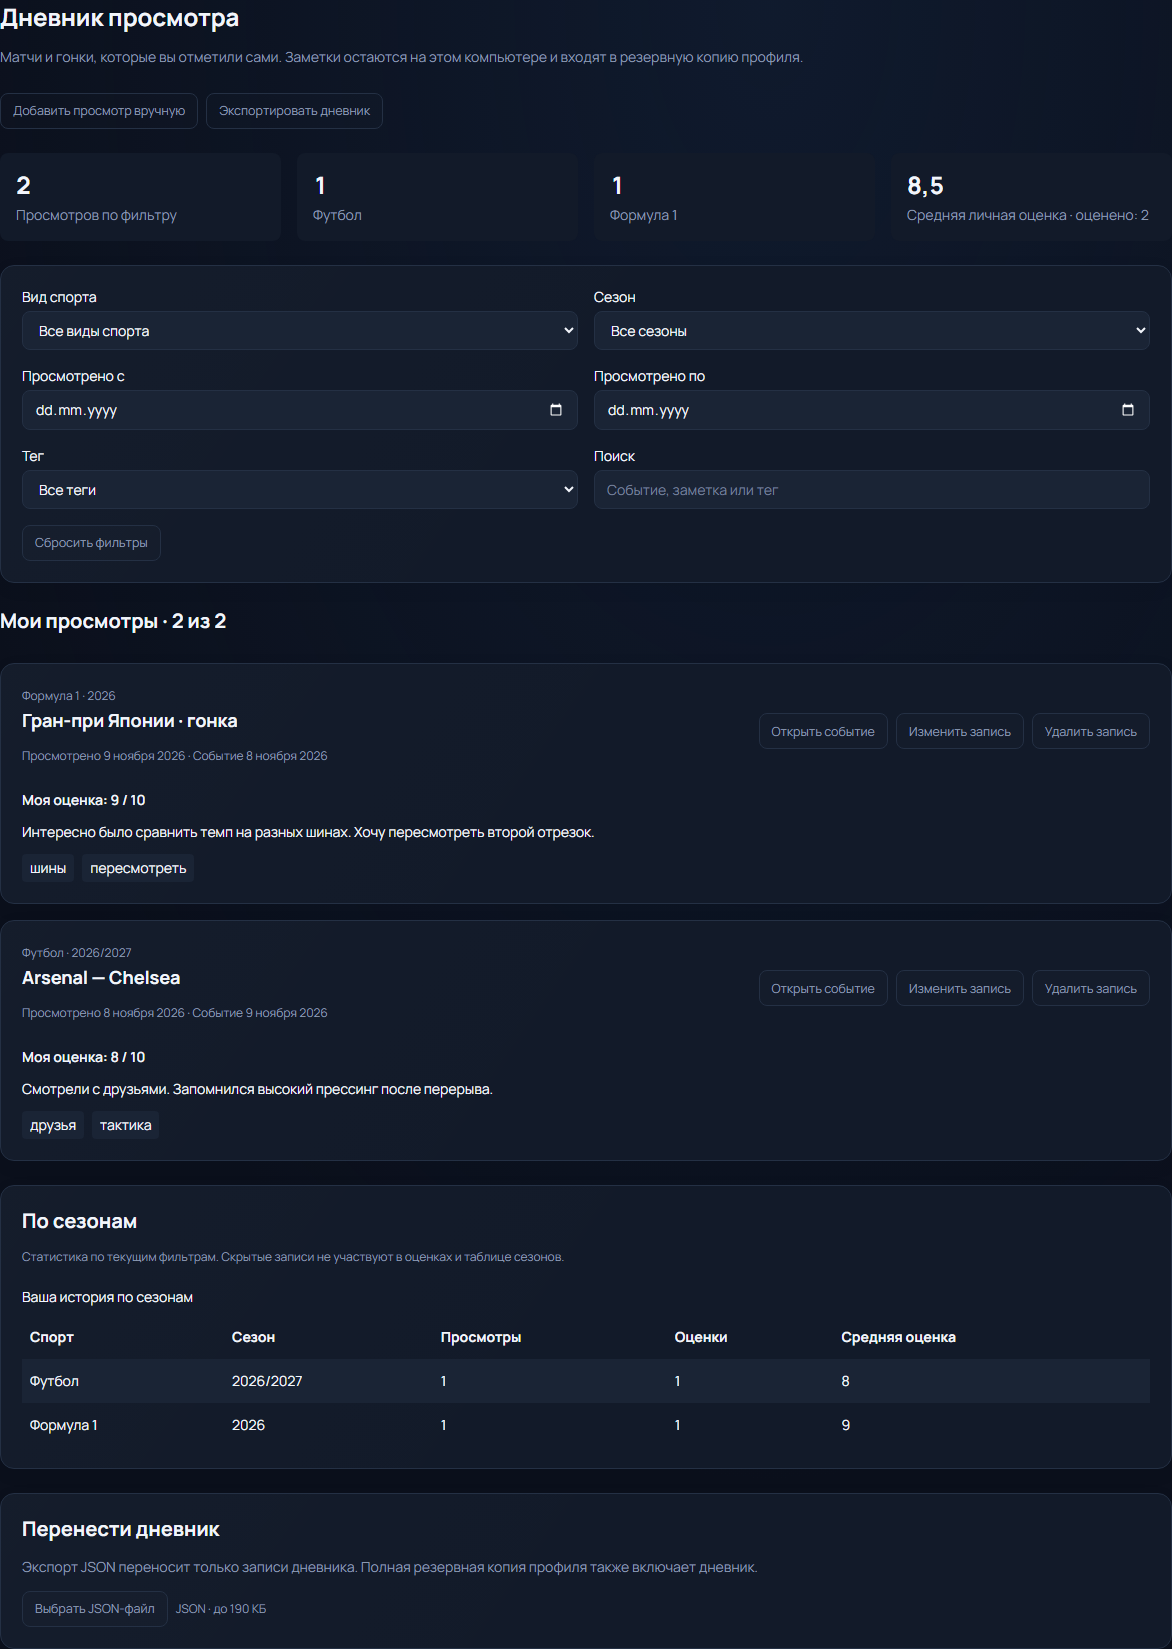 Дневник просмотра
Матчи и гонки, которые вы отметили сами. Заметки остаются на этом компьютере и входят в резервную копию профиля.
Добавить просмотр вручную
Экспортировать дневник
2
Просмотров по фильтру
1
Футбол
1
Формула 1
8,5
Средняя личная оценка · оценено: 2
Вид спорта
Все виды спорта
Сезон
Все сезоны
Просмотрено с
dd.mm.yyyy
Просмотрено по
dd.mm.yyyy
Тег
Все теги
Поиск
Событие, заметка или тег
Сбросить фильтры
Мои просмотры · 2 из 2
Формула 1 · 2026
Гран-при Японии · гонка
Просмотрено 9 ноября 2026 · Событие 8 ноября 2026
Открыть событие
Изменить запись
Удалить запись
Моя оценка: 9 / 10
Интересно было сравнить темп на разных шинах. Хочу пересмотреть второй отрезок.
шины
пересмотреть
Футбол · 2026/2027
Arsenal — Chelsea
Просмотрено 8 ноября 2026 · Событие 9 ноября 2026
Открыть событие
Изменить запись
Удалить запись
Моя оценка: 8 / 10
Смотрели с друзьями. Запомнился высокий прессинг после перерыва.
друзья
тактика
По сезонам
Статистика по текущим фильтрам. Скрытые записи не участвуют в оценках и таблице сезонов.
Ваша история по сезонам
Спорт Сезон Просмотры Оценки Средняя оценка
Футбол 2026/2027 1 1 8
Формула 1 2026 1 1 9
Перенести дневник
Экспорт JSON переносит только записи дневника. Полная резервная копия профиля также включает дневник.
Выбрать JSON-файл
JSON · до 190 КБ